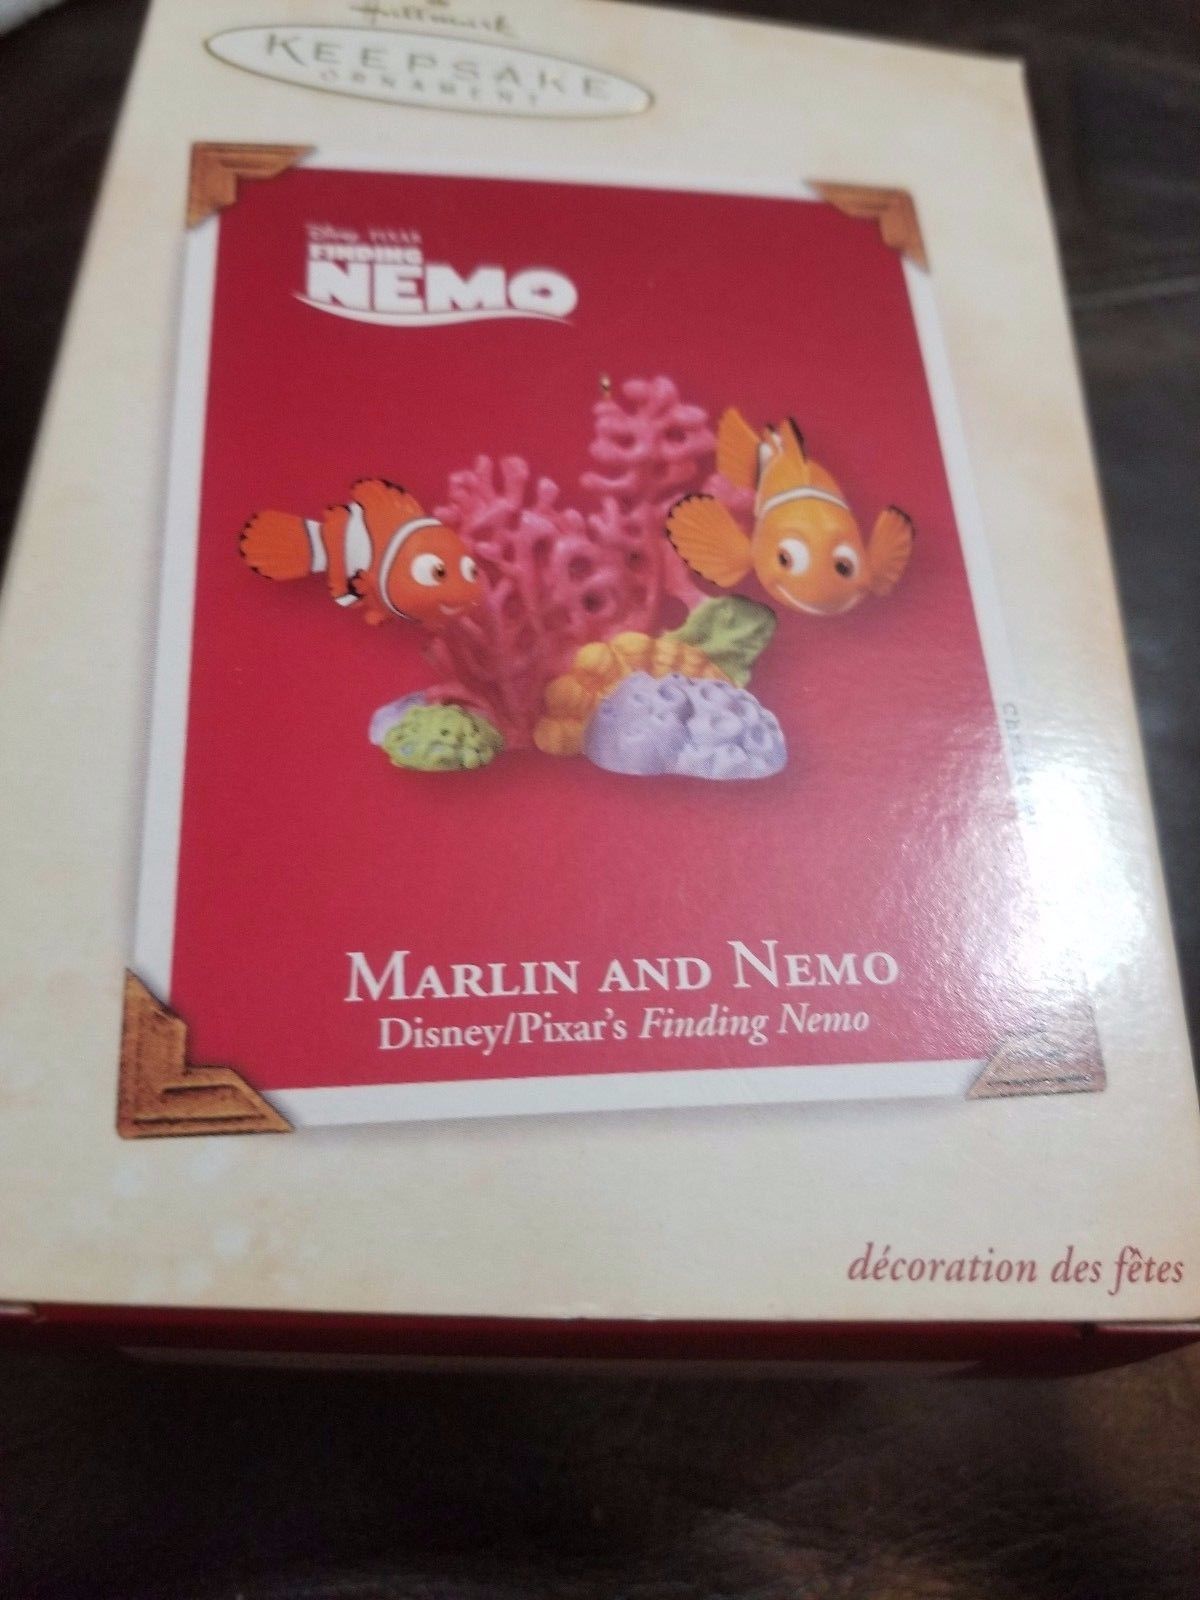 Hallmark
KEEPSAKE
ORNAMENT
Disney PIXAR
FINDING
NEMO
MARLIN AND NEMO
Disney/Pixar's Finding Nemo
décoration des fêtes